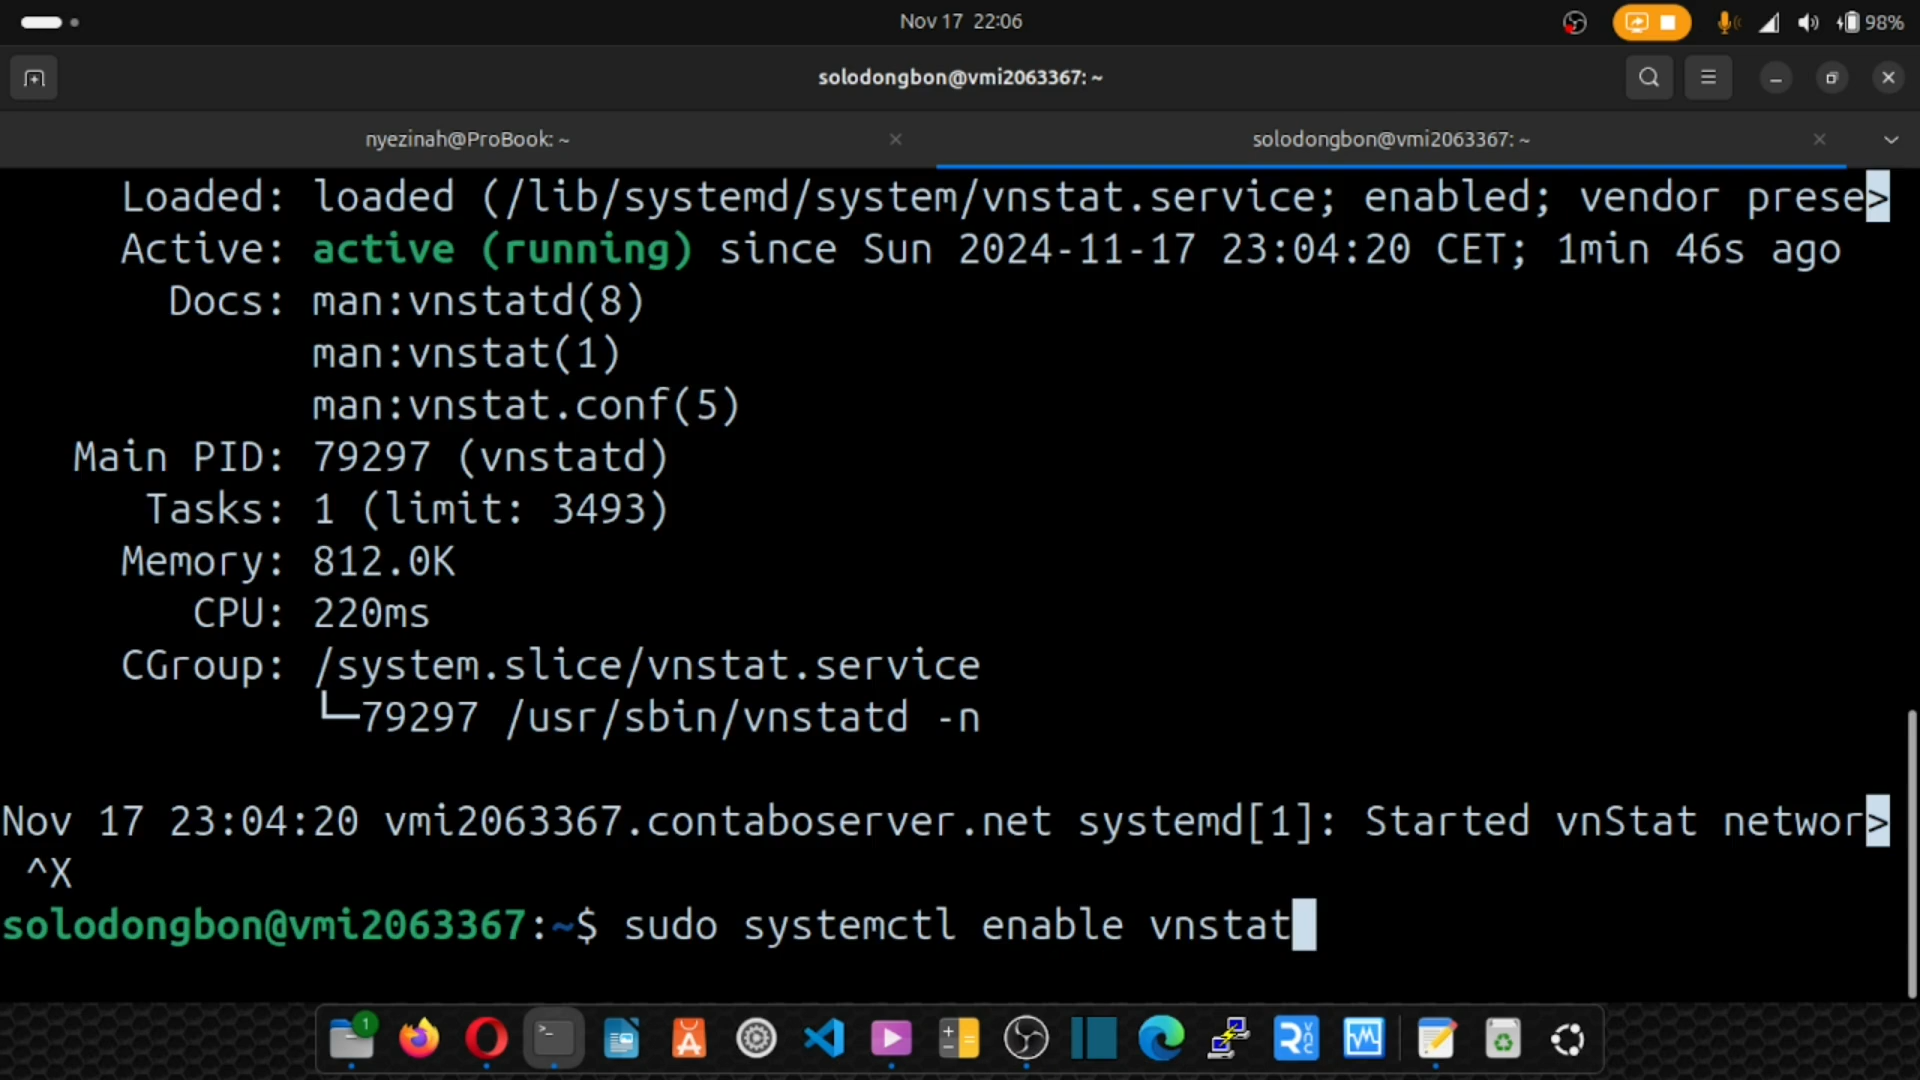 Nov 17 22:06
98%
solodongbon@vmi2063367: ~
nyezinah@ProBook: ~
solodongbon@vmi2063367: ~
Loaded: loaded (/lib/systemd/system/vnstat.service; enabled; vendor prese>
Active: active (running) since Sun 2024-11-17 23:04:20 CET; 1min 46s ago
Docs: man:vnstatd(8)
man:vnstat(1)
man:vnstat.conf(5)
Main PID: 79297 (vnstatd)
Tasks: 1 (limit: 3493)
Memory: 812.0K
CPU: 220ms
CGroup: /system.slice/vnstat.service
└─79297 /usr/sbin/vnstatd -n
Nov 17 23:04:20 vmi2063367.contaboserver.net systemd[1]: Started vnStat networ>
^X
solodongbon@vmi2063367:~$ sudo systemctl enable vnstat
1